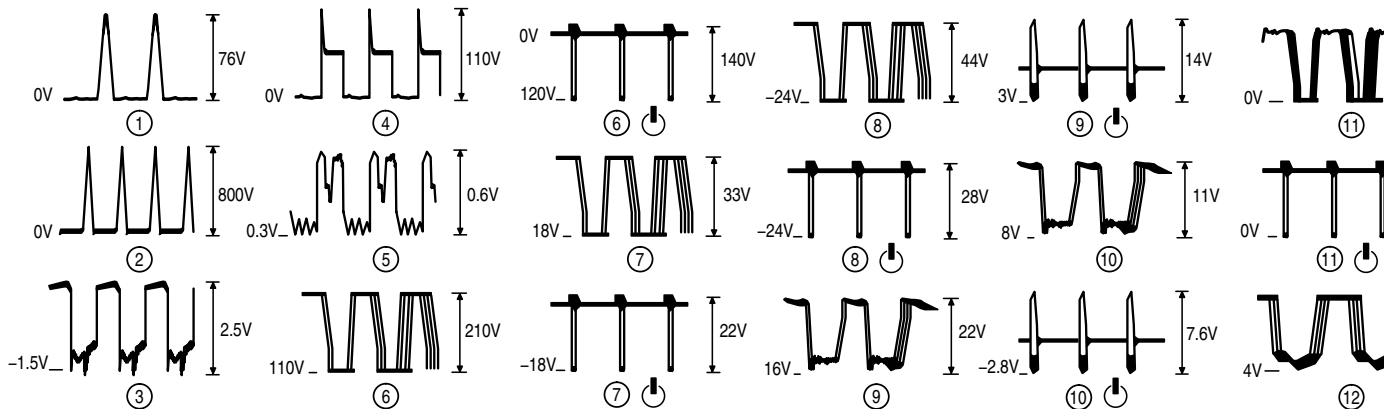 0V 76V
1
0V 800V
2
−1.5V 2.5V
3
0V 110V
4
0.3V 0.6V
5
110V 210V
6
0V
120V 140V
6
18V 33V
7
−18V 22V
7
−24V 44V
8
−24V 28V
8
16V 22V
9
3V 14V
9
8V 11V
10
−2.8V 7.6V
10
0V
11
0V
11
4V
12